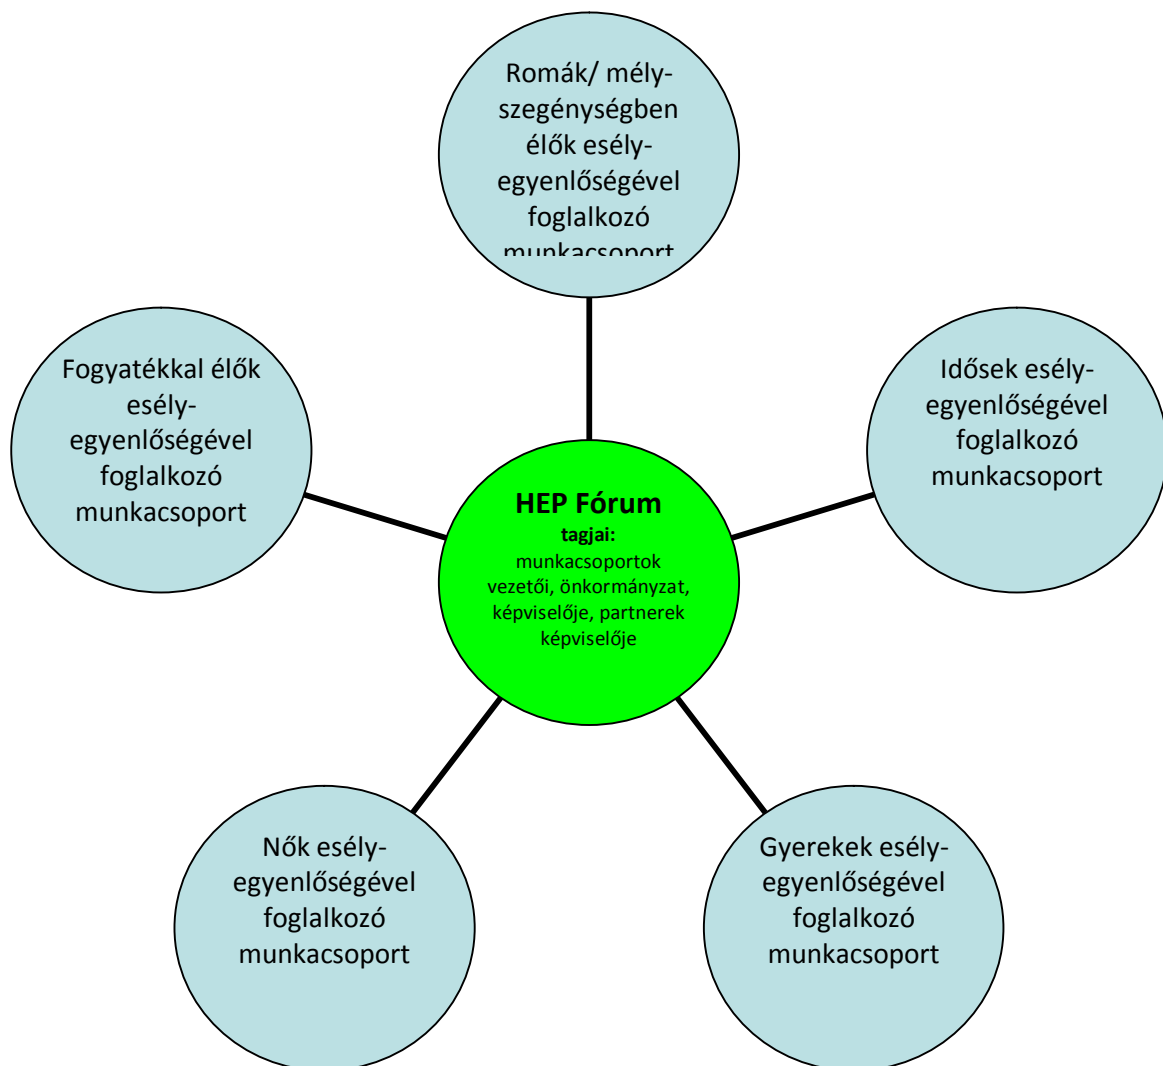 Romák/ mély-
szegénységben
élők esély-
egyenlőségével
foglalkozó
munkacsoport
Fogyatékkal élők
esély-
egyenlőségével
foglalkozó
munkacsoport
Idősek esély-
egyenlőségével
foglalkozó
munkacsoport
HEP Fórum
tagjai:
munkacsoportok
vezetői, önkormányzat,
képviselője, partnerek
képviselője
Nők esély-
egyenlőségével
foglalkozó
munkacsoport
Gyerekek esély-
egyenlőségével
foglalkozó
munkacsoport